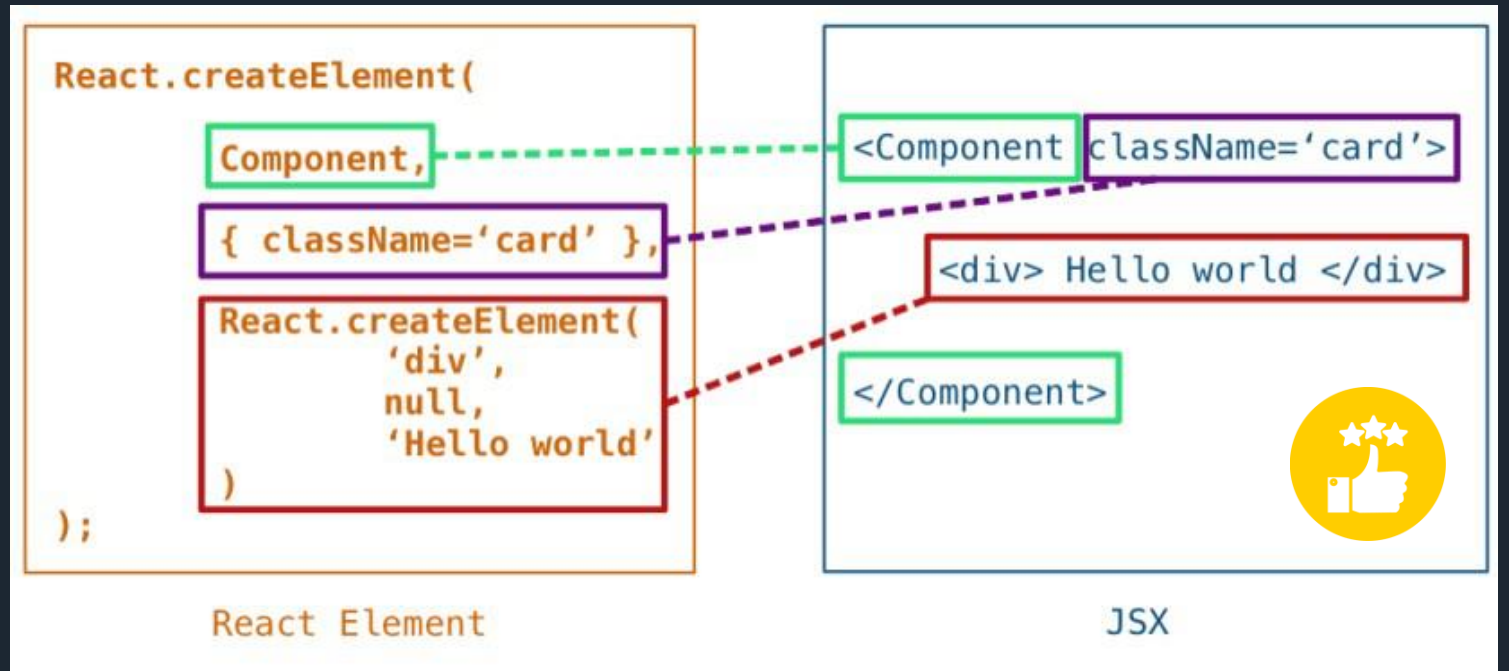 React.createElement(
Component,
{ className=‘card’ },
React.createElement(
‘div’,
null,
‘Hello world’
)
);
React Element
<Component className=‘card’>
<div> Hello world </div>
</Component>
JSX